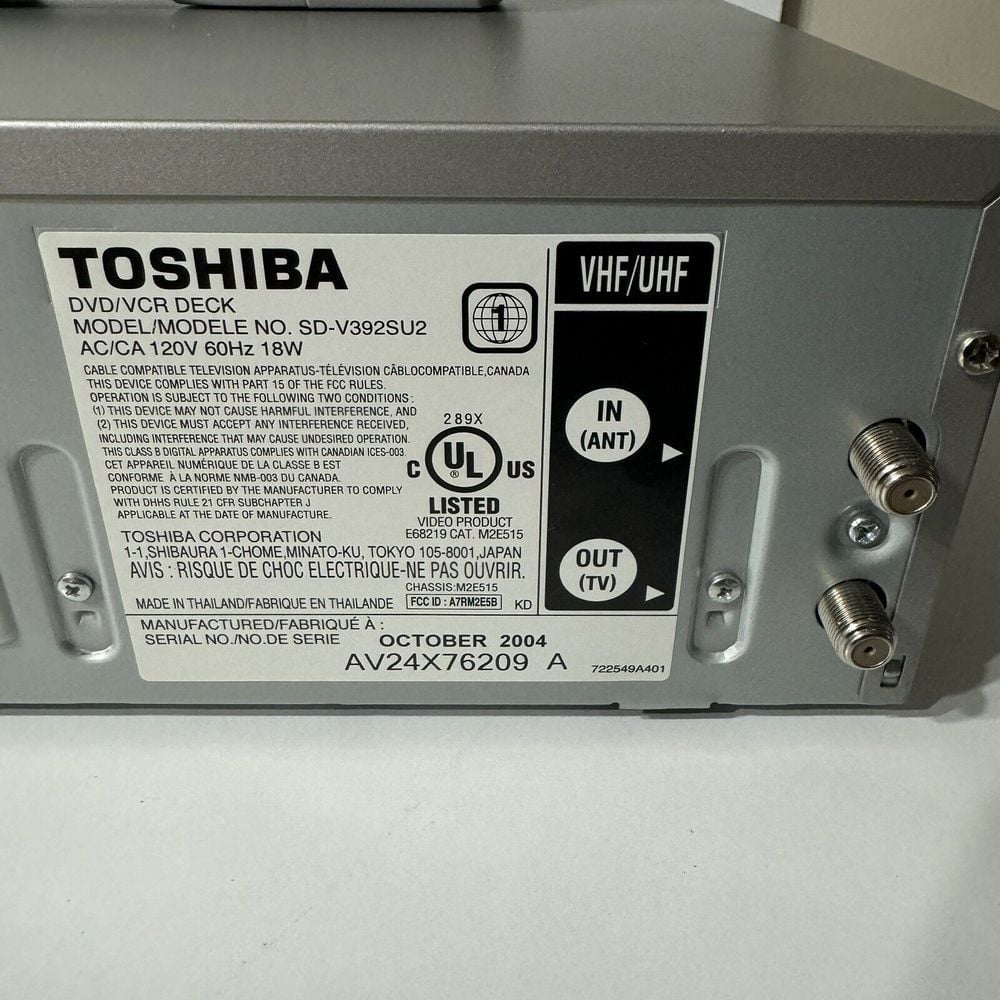 TOSHIBA
DVD/VCR DECK
MODEL/MODELE NO. SD-V392SU2
AC/CA 120V 60Hz 18W
1
CABLE COMPATIBLE TELEVISION APPARATUS-TÉLÉVISION CÂBLOCOMPATIBLE,CANADA
THIS DEVICE COMPLIES WITH PART 15 OF THE FCC RULES.
OPERATION IS SUBJECT TO THE FOLLOWING TWO CONDITIONS :
(1) THIS DEVICE MAY NOT CAUSE HARMFUL INTERFERENCE, AND
(2) THIS DEVICE MUST ACCEPT ANY INTERFERENCE RECEIVED,
INCLUDING INTERFERENCE THAT MAY CAUSE UNDESIRED OPERATION.
THIS CLASS B DIGITAL APPARATUS COMPLIES WITH CANADIAN ICES-003.
CET APPAREIL NUMÉRIQUE DE LA CLASSE B EST
CONFORME À LA NORME NMB-003 DU CANADA.
PRODUCT IS CERTIFIED BY THE MANUFACTURER TO COMPLY
WITH DHHS RULE 21 CFR SUBCHAPTER J
APPLICABLE AT THE DATE OF MANUFACTURE.
289X
C UL ® US
LISTED
VIDEO PRODUCT
E68219 CAT. M2E515
TOSHIBA CORPORATION
1-1,SHIBAURA 1-CHOME,MINATO-KU, TOKYO 105-8001,JAPAN
AVIS : RISQUE DE CHOC ELECTRIQUE-NE PAS OUVRIR.
CHASSIS:M2E515
MADE IN THAILAND/FABRIQUE EN THAILANDE FCC ID : A7RM2E5B KD
MANUFACTURED/FABRIQUÉ À :
OCTOBER 2004
SERIAL NO./NO.DE SERIE
AV24X76209 A
722549A401
VHF/UHF
IN
(ANT)
OUT
(TV)